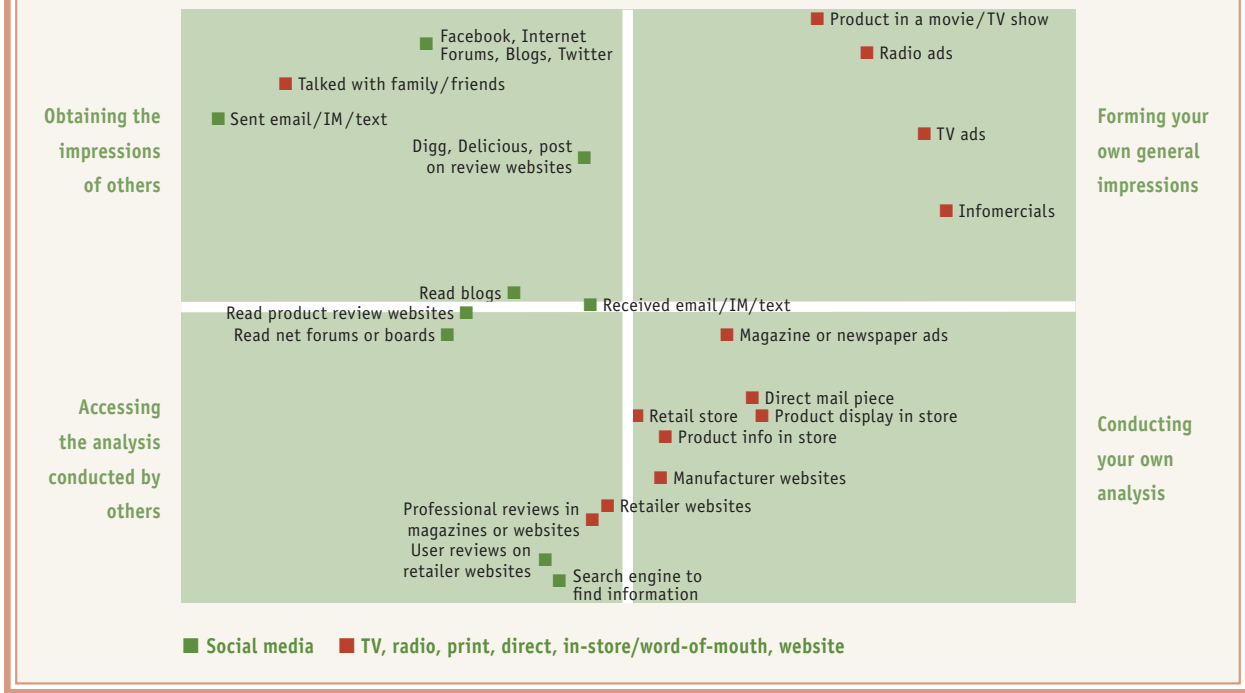 Product in a movie/TV show
Facebook, Internet
Forums, Blogs, Twitter
Radio ads
Talked with family/friends
Obtaining the
impressions
of others
Sent email/IM/text
Digg, Delicious, post
on review websites
TV ads
Infomercials
Forming your
own general
impressions
Read blogs
Received email/IM/text
Read product review websites
Read net forums or boards
Magazine or newspaper ads
Direct mail piece
Retail store
Product display in store
Product info in store
Accessing
the analysis
conducted by
others
Manufacturer websites
Retailer websites
Professional reviews in
magazines or websites
User reviews on
retailer websites
Search engine to
find information
Conducting
your own
analysis
Social media
TV, radio, print, direct, in-store/word-of-mouth, website